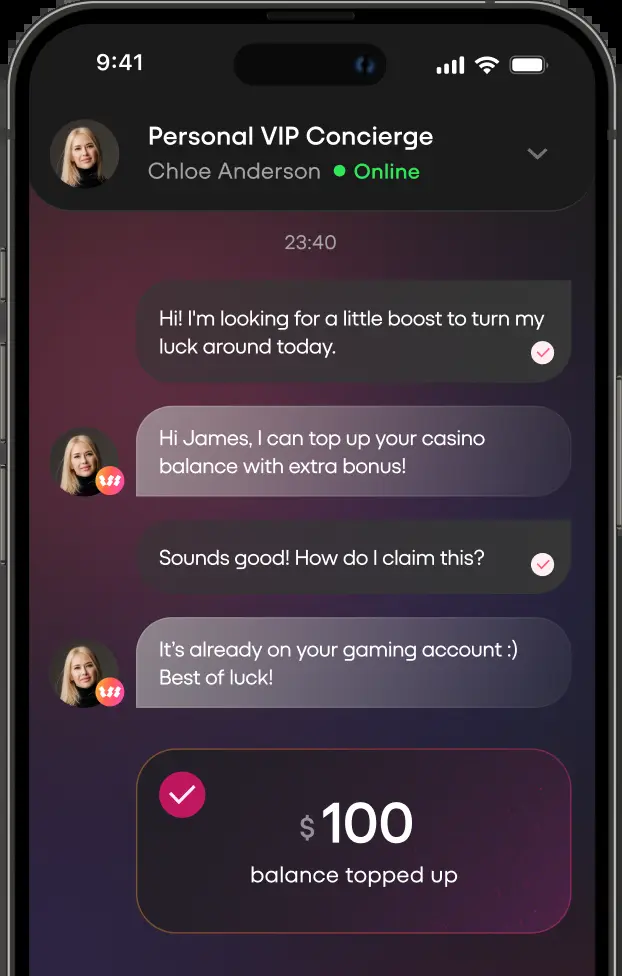 9:41
Personal VIP Concierge
Chloe Anderson Online
23:40
Hi! I'm looking for a little boost to turn my
luck around today.
Hi James, I can top up your casino
balance with extra bonus!
Sounds good! How do I claim this?
It’s already on your gaming account :)
Best of luck!
$100
balance topped up